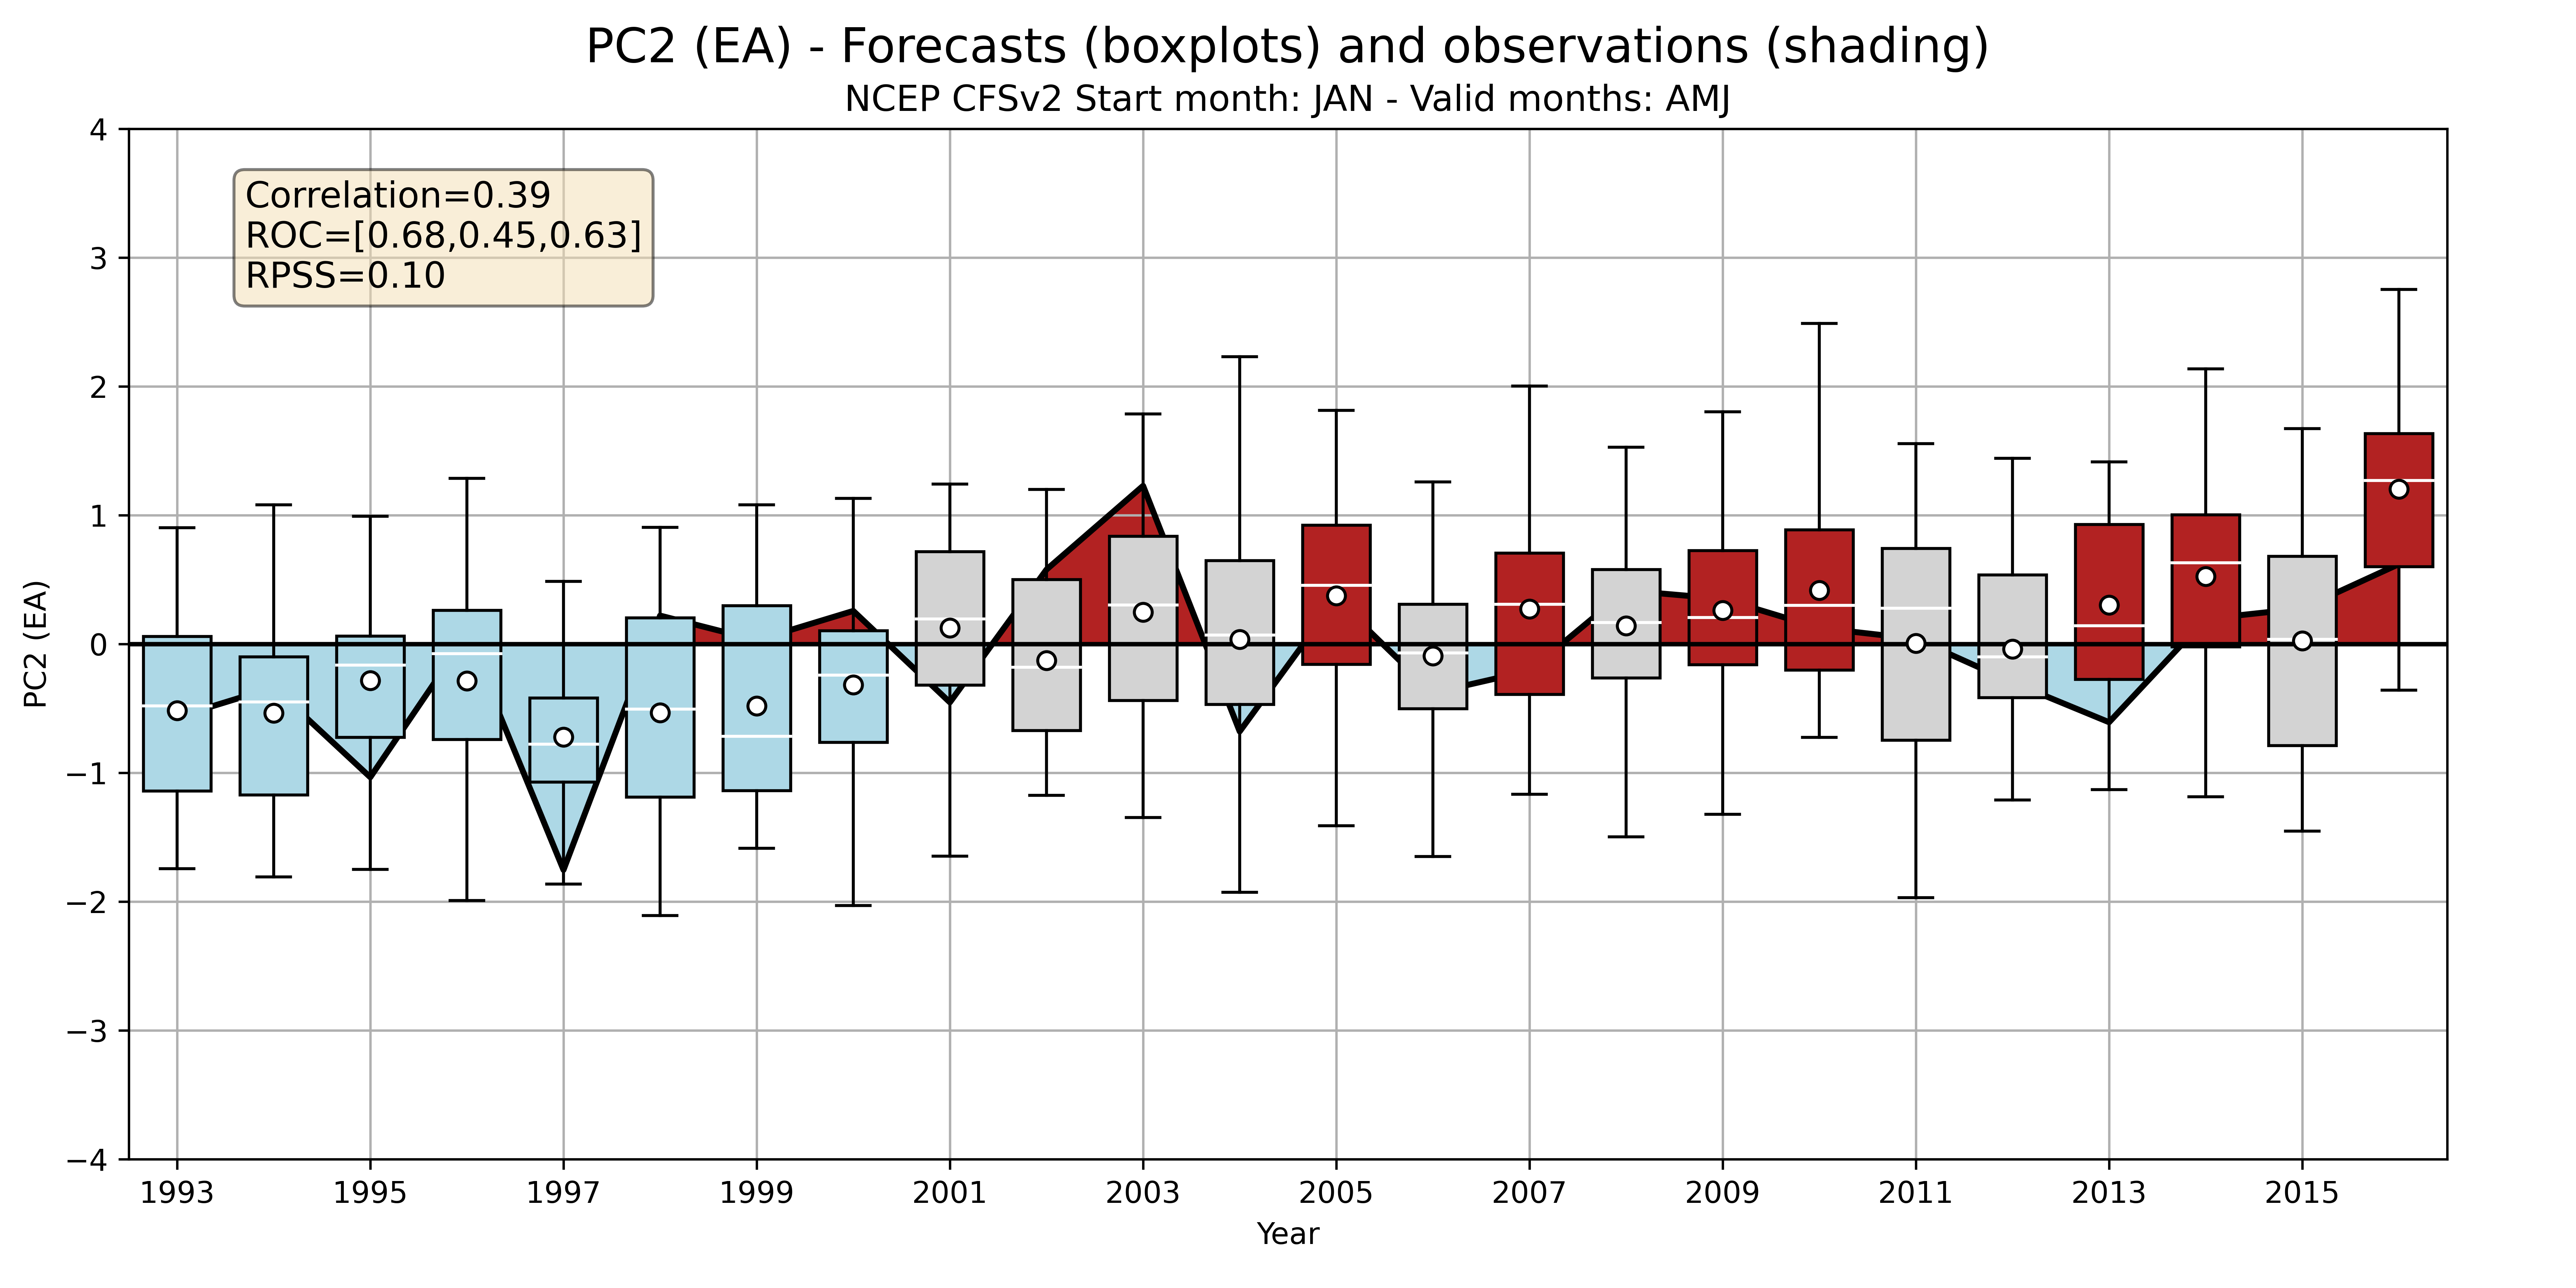 PC2 (EA) - Forecasts (boxplots) and observations (shading)
NCEP CFSv2 Start month: JAN - Valid months: AMJ
Correlation=0.39
ROC=[0.68,0.45,0.63]
RPSS=0.10
PC2 (EA)
4
3
2
1
0
−1
−2
−3
−4
1993 1995 1997 1999 2001 2003 2005 2007 2009 2011 2013 2015
Year